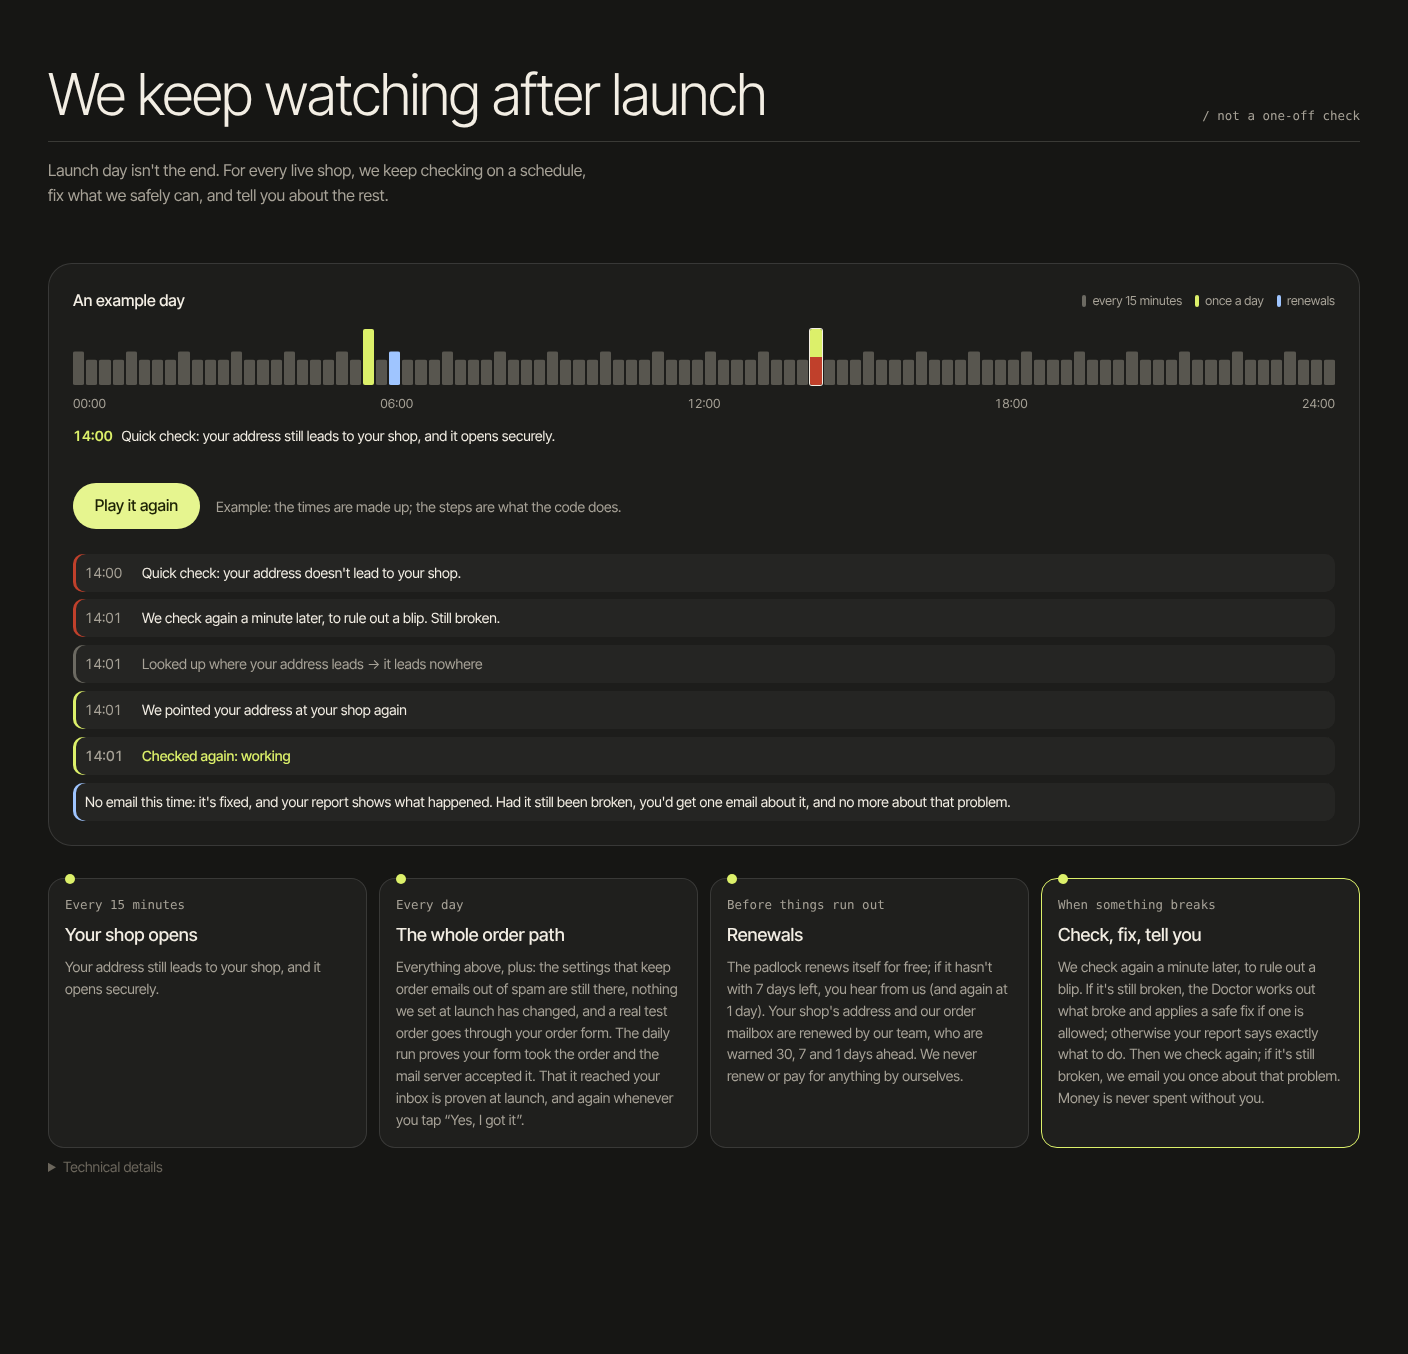 We keep watching after launch
/ not a one-off check
Launch day isn't the end. For every live shop, we keep checking on a schedule,
fix what we safely can, and tell you about the rest.
An example day
every 15 minutes
once a day
renewals
00:00
06:00
12:00
18:00
24:00
14:00 Quick check: your address still leads to your shop, and it opens securely.
Play it again
Example: the times are made up; the steps are what the code does.
14:00 Quick check: your address doesn't lead to your shop.
14:01 We check again a minute later, to rule out a blip. Still broken.
14:01 Looked up where your address leads → it leads nowhere
14:01 We pointed your address at your shop again
14:01 Checked again: working
No email this time: it's fixed, and your report shows what happened. Had it still been broken, you'd get one email about it, and no more about that problem.
Every 15 minutes
Your shop opens
Your address still leads to your shop, and it
opens securely.
Every day
The whole order path
Everything above, plus: the settings that keep
order emails out of spam are still there, nothing
we set at launch has changed, and a real test
order goes through your order form. The daily
run proves your form took the order and the
mail server accepted it. That it reached your
inbox is proven at launch, and again whenever
you tap “Yes, I got it”.
Before things run out
Renewals
The padlock renews itself for free; if it hasn't
with 7 days left, you hear from us (and again at
1 day). Your shop's address and our order
mailbox are renewed by our team, who are
warned 30, 7 and 1 days ahead. We never
renew or pay for anything by ourselves.
When something breaks
Check, fix, tell you
We check again a minute later, to rule out a
blip. If it's still broken, the Doctor works out
what broke and applies a safe fix if one is
allowed; otherwise your report says exactly
what to do. Then we check again; if it's still
broken, we email you once about that problem.
Money is never spent without you.
Technical details